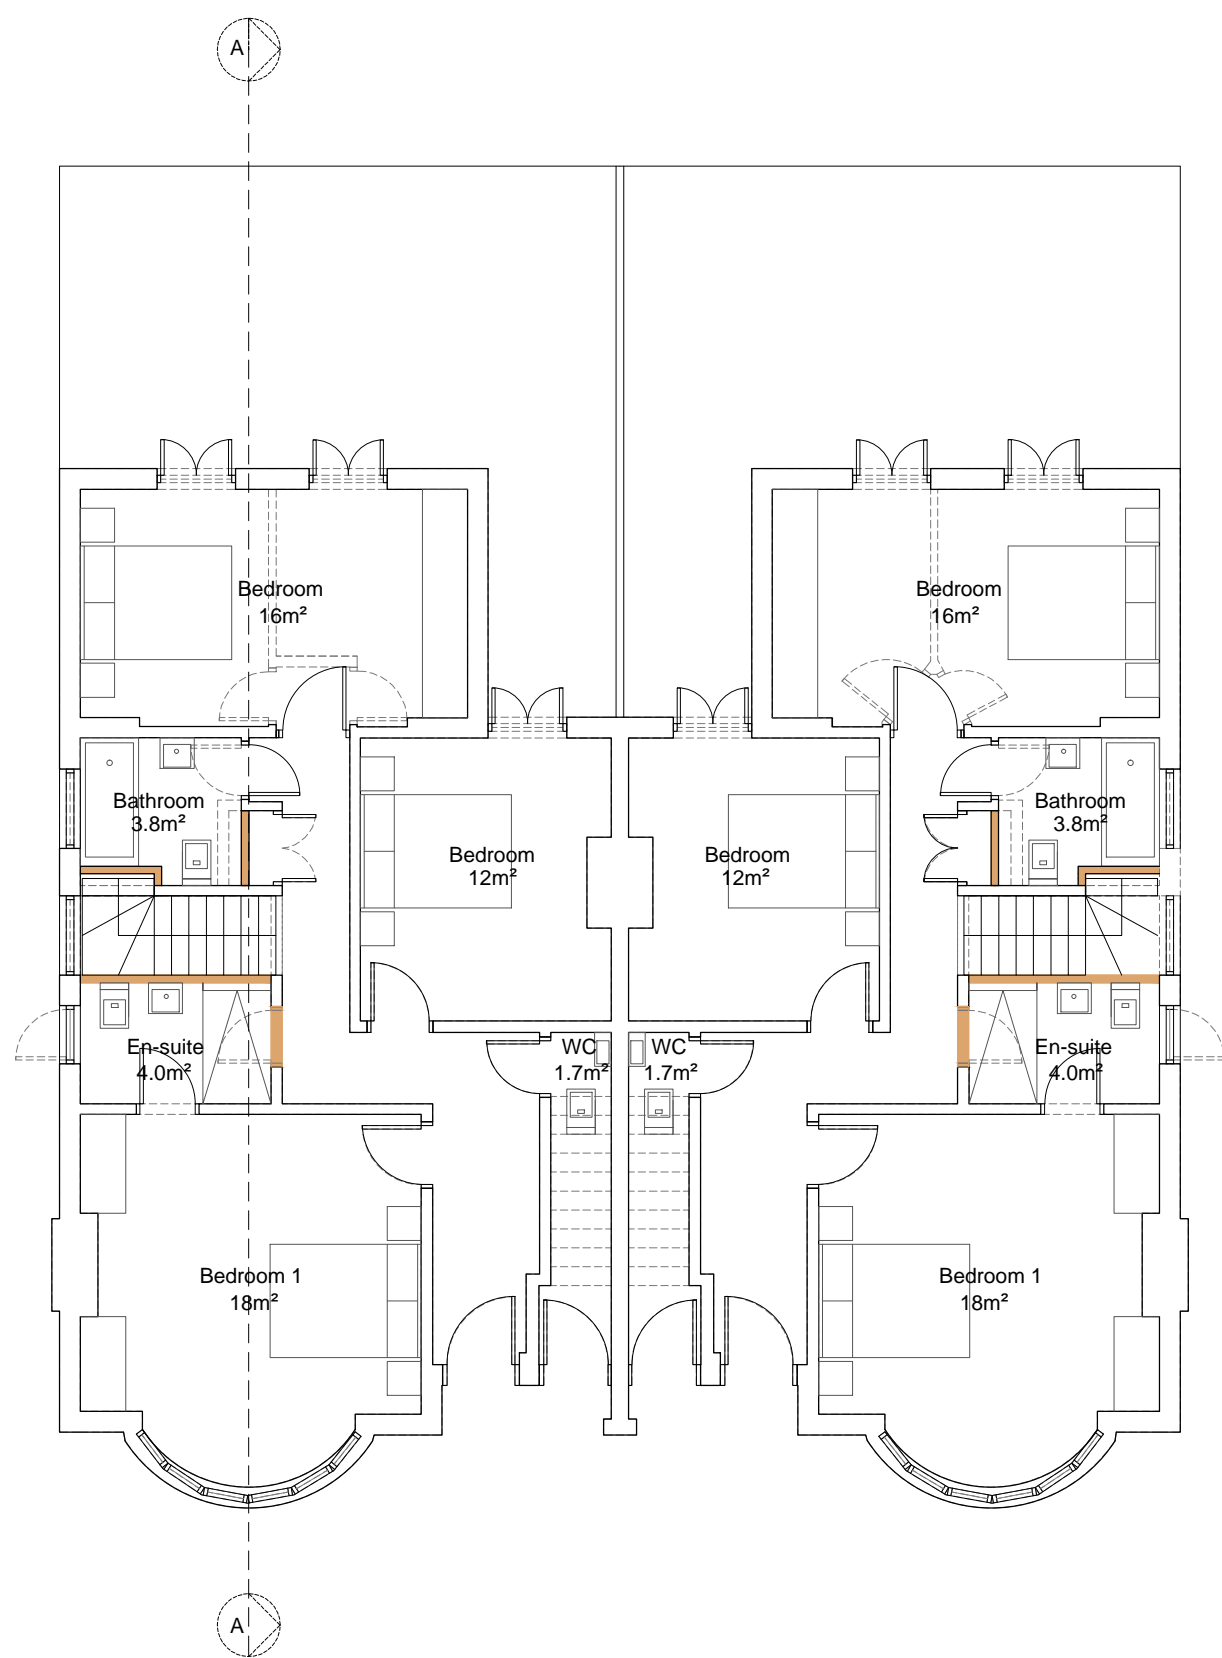 A
Bedroom
16m²
Bedroom
16m²
Bathroom
3.8m²
Bathroom
3.8m²
Bedroom
12m²
Bedroom
12m²
En-suite
4.0m²
WC
1.7m²
WC
1.7m²
En-suite
4.0m²
Bedroom 1
18m²
Bedroom 1
18m²
A